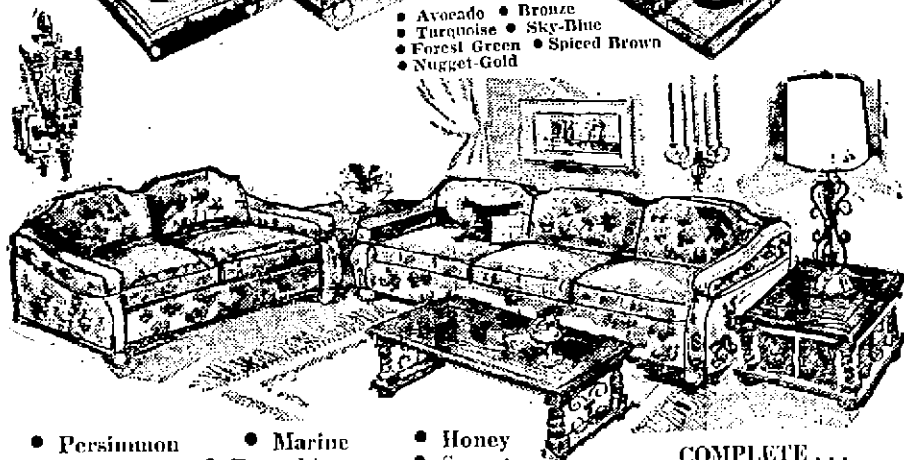 • Avocado • Bronze
• Turquoise • Sky-Blue
• Forest Green • Spiced Brown
• Nugget-Gold
• Persimmon • Marine • Honey
COMPLETE . . .